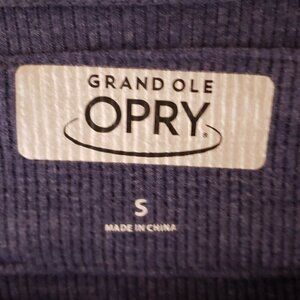 GRAND OLE
OPRY®
S
MADE IN CHINA